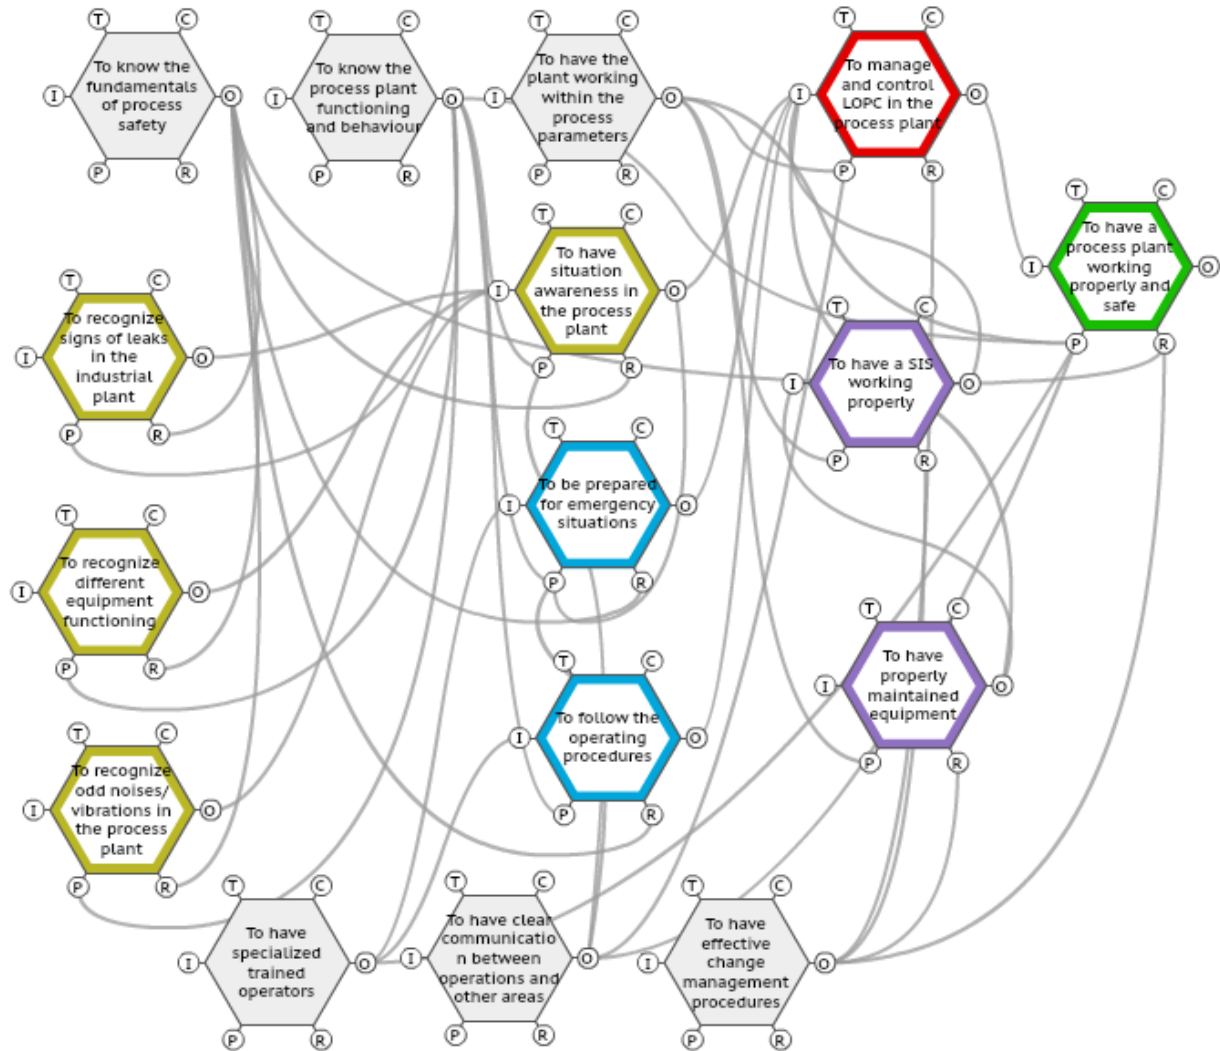 T C T C T C T C
To know the
fundamentals
of process
safety
I O
P R
To know the
process plant
functioning
and behaviour
I O
P R
To have the
plant working
within the
process
parameters
I O
P R
To manage
and control
LOPC in the
process plant
I O
P R
T C
To have a
process plant
working
properly and
safe
I O
P R
T C
To have
situation
awareness in
the process
plant
I O
P R
T C
To recognize
signs of leaks
in the
industrial
plant
I O
P R
T C
To have a SIS
working
properly
I O
P R
T C
To be prepared
for emergency
situations
I O
P R
T C
To recognize
different
equipment
functioning
I O
P R
T C
To have
properly
maintained
equipment
I O
P R
T C
To follow the
operating
procedures
I O
P R
T C
To recognize
odd noises/
vibrations in
the process
plant
I O
P R
T C
To have
specialized
trained
operators
I O
P R
T C
To have clear
communicatio
n between
operations and
other areas
I O
P R
T C
To have
effective
change
management
procedures
I O
P R